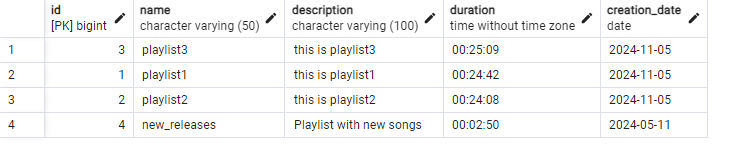 id name description duration creation_date
[PK] bigint character varying (50) character varying (100) time without time zone date
1 3 playlist3 this is playlist3 00:25:09 2024-11-05
2 1 playlist1 this is playlist1 00:24:42 2024-11-05
3 2 playlist2 this is playlist2 00:24:08 2024-11-05
4 4 new_releases Playlist with new songs 00:02:50 2024-05-11